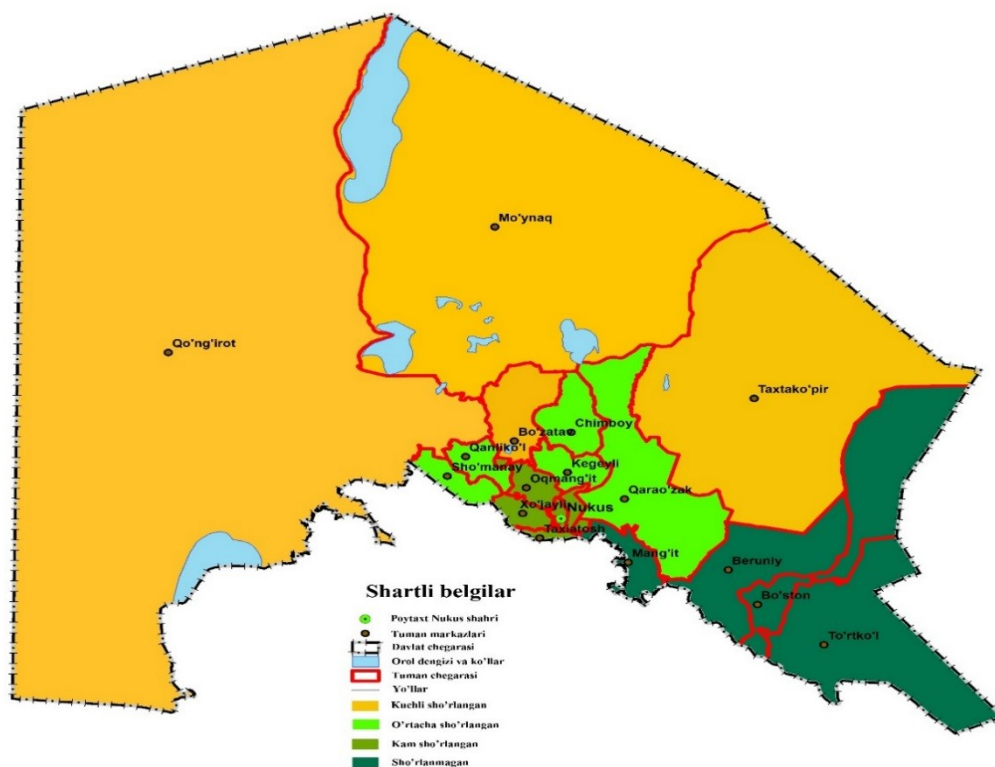 Mo'ynaq
Qo'ng'irot
Taxtako'pir
Chimboy
Bo'zatav
Qanliko'l
Sho'manay
Kegeyli
Oqmang'it
Qarao'zak
Xo'jayli
Nukus
Taxiatosh
Mang'it
Beruniy
Bo'ston
To'rtko'l
Shartli belgilar
Poytaxt Nukus shahri
Tuman markazlari
Davlat chegarasi
Orol dengizi va ko'llar
Tuman chegarasi
Yo'llar
Kuchli sho'rlangan
O'rtacha sho'rlangan
Kam sho'rlangan
Sho'rlanmagan